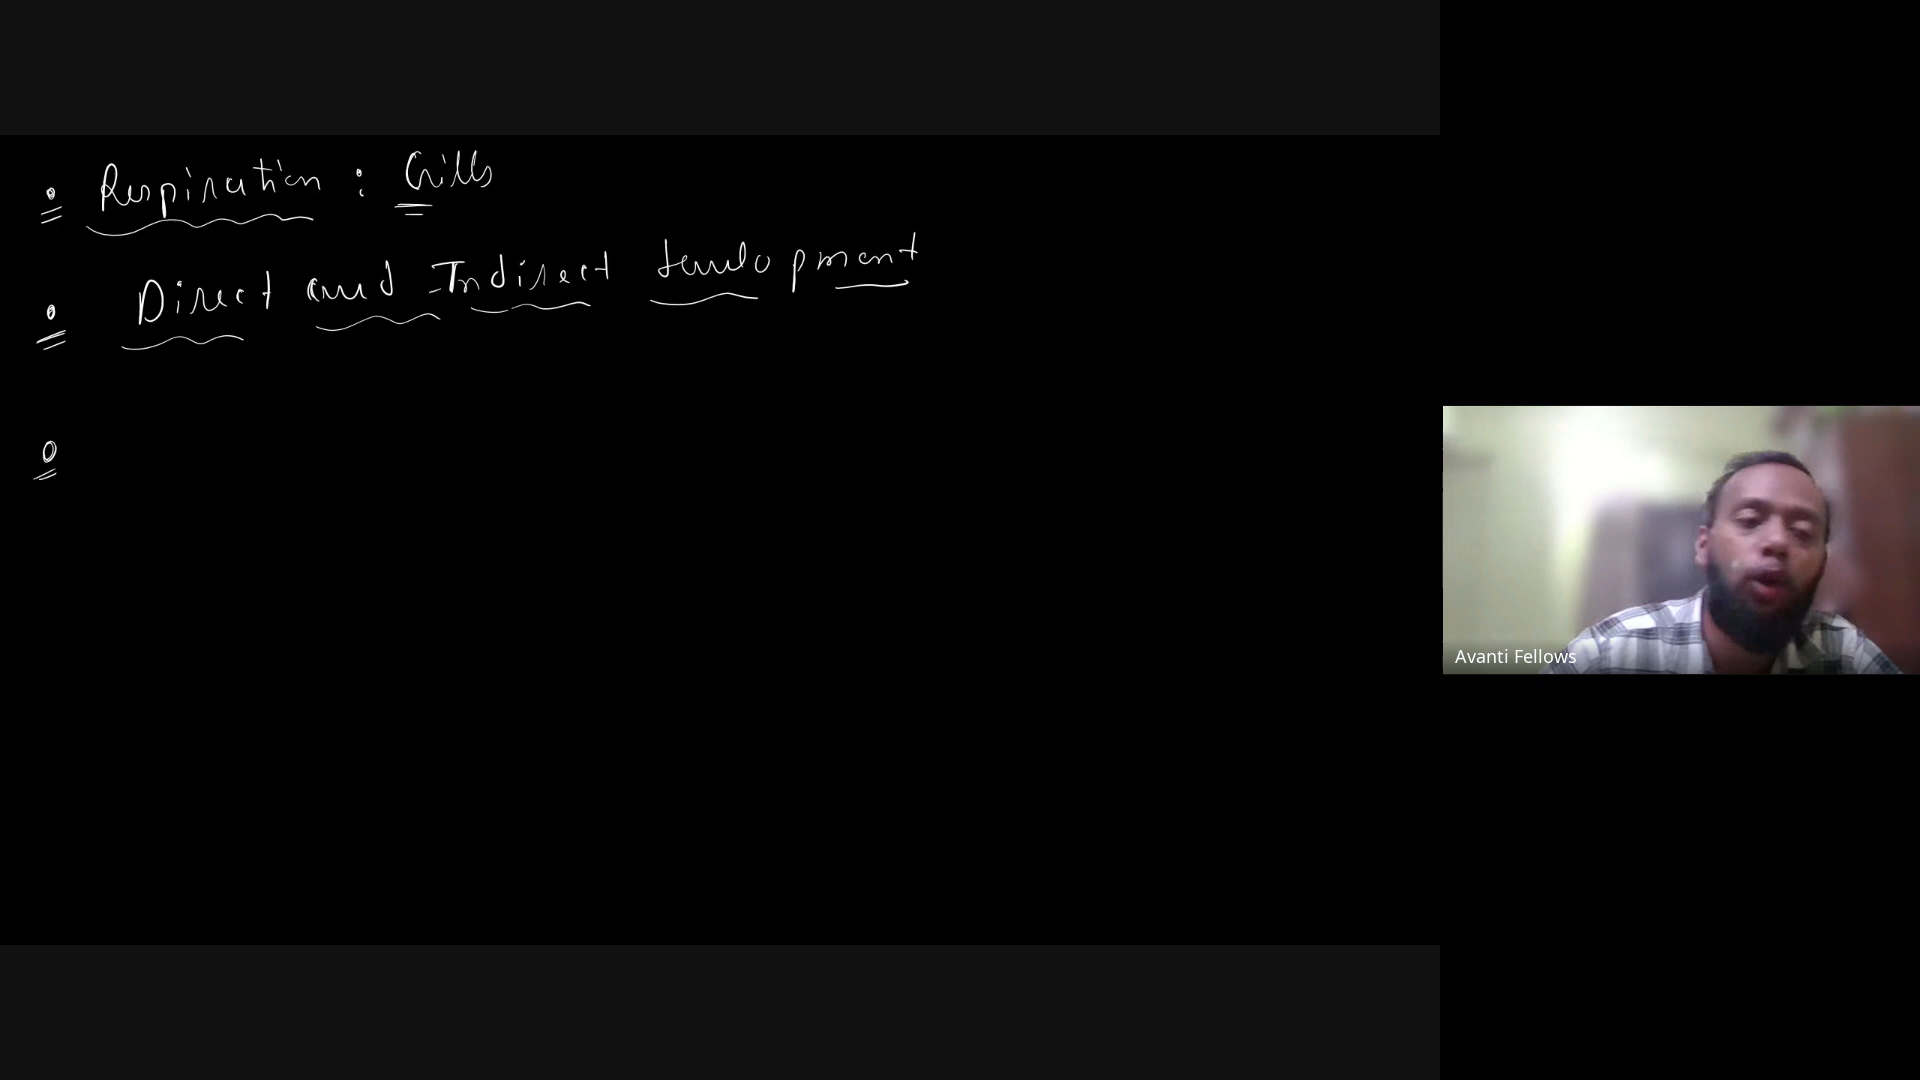 Respiration : Gills
Direct and Indirect development
Avanti Fellows